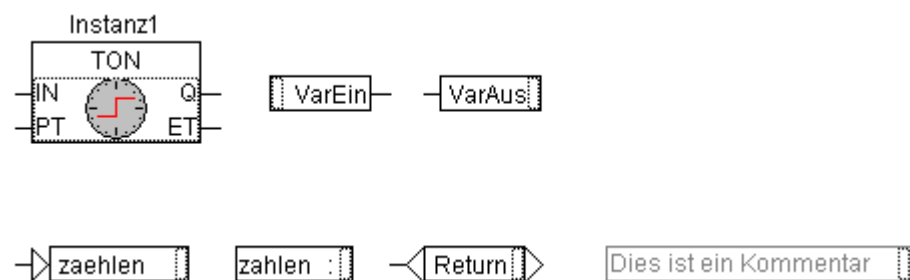 Instanz1
TON
IN Q
PT ET
VarEin
VarAus
zaehlen
zahlen :
Return
Dies ist ein Kommentar